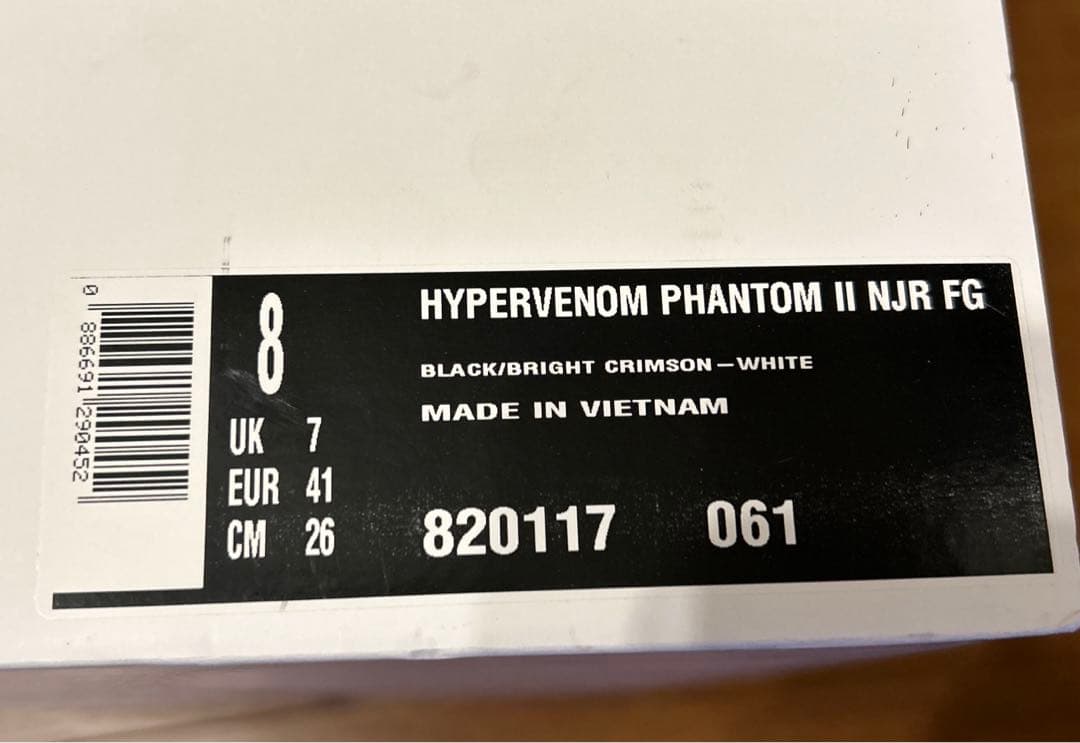 0 886691 290452
8
UK 7
EUR 41
CM 26
HYPERVENOM PHANTOM II NJR FG
BLACK/BRIGHT CRIMSON-WHITE
MADE IN VIETNAM
820117 061